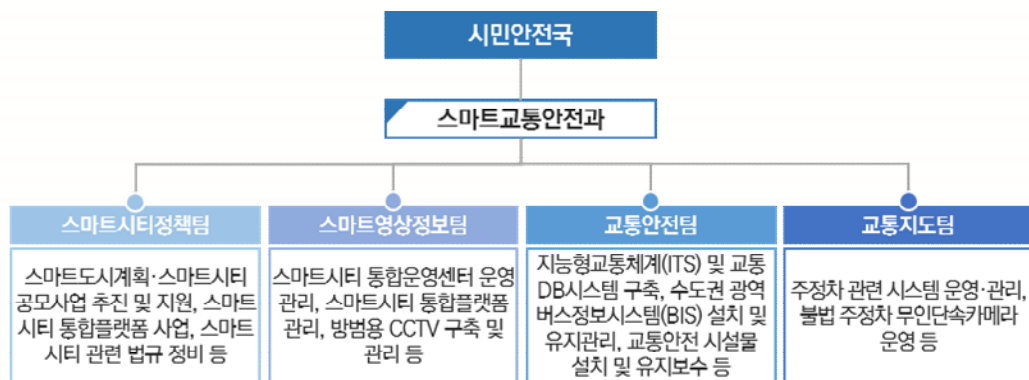 시민안전국
스마트교통안전과
스마트시티정책팀
스마트도시계획·스마트시티
공모사업 추진 및 지원, 스마트
시티 통합플랫폼 사업, 스마트
시티 관련 법규 정비 등
스마트영상정보팀
스마트시티 통합운영센터 운영
관리, 스마트시티 통합플랫폼
관리, 방범용 CCTV 구축 및
관리 등
교통안전팀
지능형교통체계(ITS) 및 교통
DB시스템 구축, 수도권 광역
버스정보시스템(BIS) 설치 및
유지관리, 교통안전 시설물
설치 및 유지보수 등
교통지도팀
주정차 관련 시스템 운영·관리,
불법 주정차 무인단속카메라
운영 등